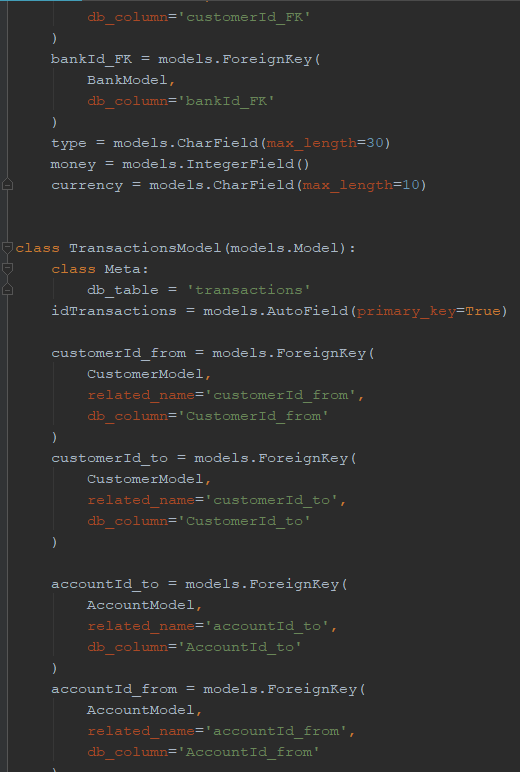 db_column='customerId_FK'
)
bankId_FK = models.ForeignKey(
BankModel,
db_column='bankId_FK'
)
type = models.CharField(max_length=30)
money = models.IntegerField()
currency = models.CharField(max_length=10)
class TransactionsModel(models.Model):
class Meta:
db_table = 'transactions'
idTransactions = models.AutoField(primary_key=True)
customerId_from = models.ForeignKey(
CustomerModel,
related_name='customerId_from',
db_column='CustomerId_from'
)
customerId_to = models.ForeignKey(
CustomerModel,
related_name='customerId_to',
db_column='CustomerId_to'
)
accountId_to = models.ForeignKey(
AccountModel,
related_name='accountId_to',
db_column='AccountId_to'
)
accountId_from = models.ForeignKey(
AccountModel,
related_name='accountId_from',
db_column='AccountId_from'
)